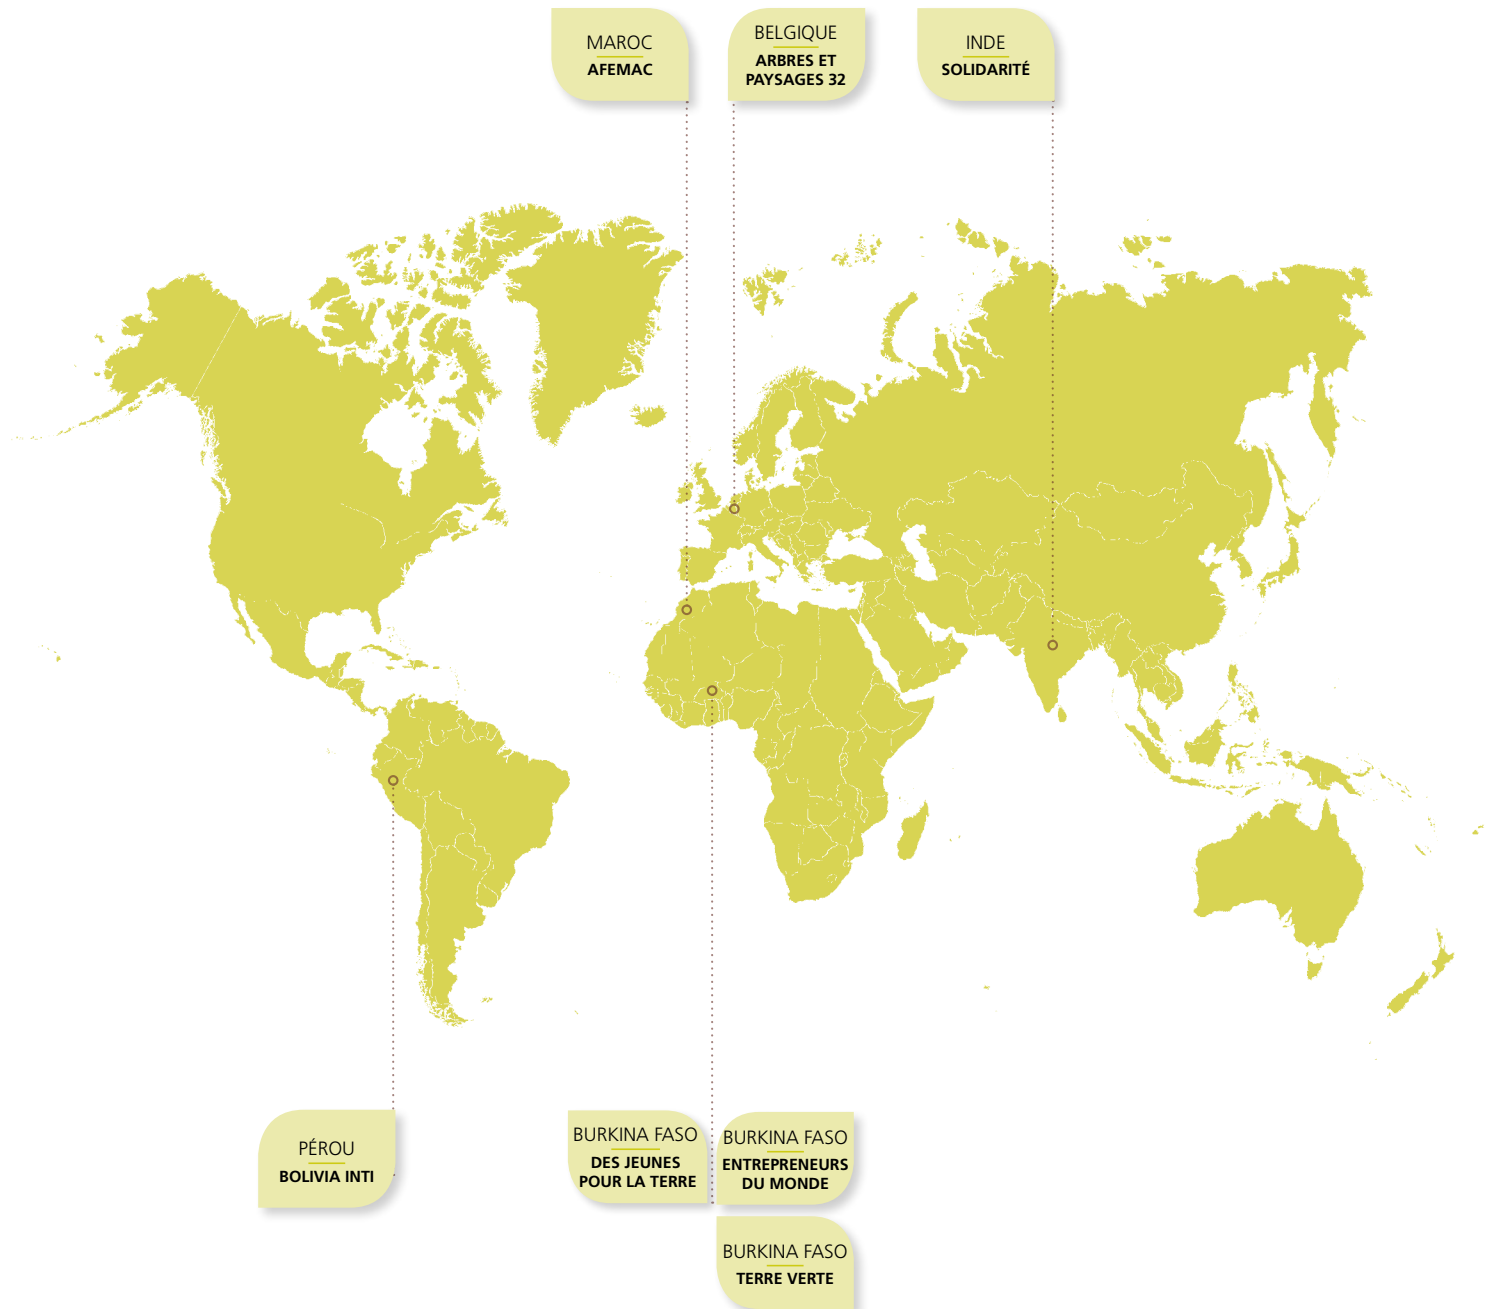 MAROC
AFEMAC
BELGIQUE
ARBRES ET
PAYSAGES 32
INDE
SOLIDARITÉ
PÉROU
BOLIVIA INTI
BURKINA FASO
DES JEUNES
POUR LA TERRE
BURKINA FASO
ENTREPRENEURS
DU MONDE
BURKINA FASO
TERRE VERTE